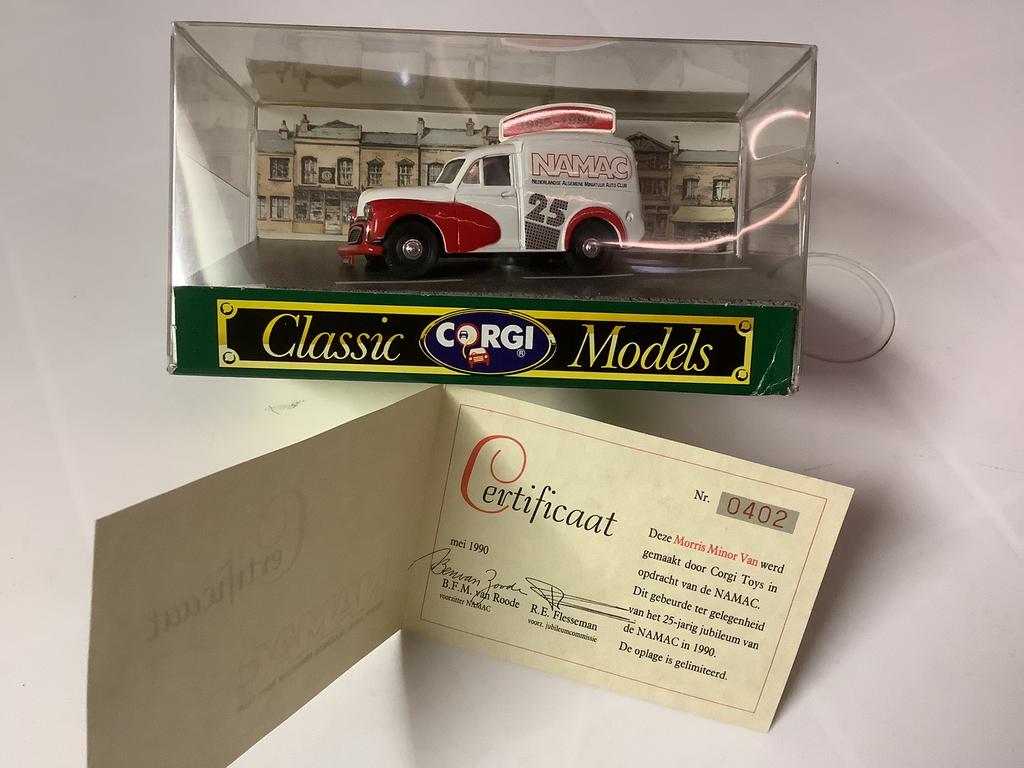 1965-1990
NAMAC
NEDERLANDSE ALGEMENE MINIATUUR AUTO CLUB
25
Classic CORGI ® Models
Certificaat
Nr. 0402
mei 1990
B.F.M. van Roode
voorzitter NAMAC
R.E. Flesseman
voorz. jubileumcommissie
Deze Morris Minor Van werd
gemaakt door Corgi Toys in
opdracht van de NAMAC.
Dit gebeurde ter gelegenheid
van het 25-jarig jubileum van
de NAMAC in 1990.
De oplage is gelimiteerd.